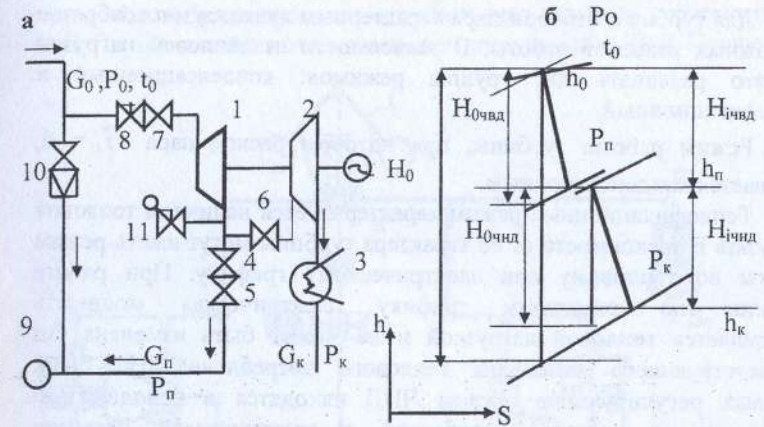 а
б
G₀, P₀, t₀
1
2
8
7
10
H₀
6
11
4
3
5
9
Gп
Pп
Gк
Pк
Pо
t₀
h₀
H₀чвд
Hiчвд
Pп
hп
H₀чнд
Hiчнд
Pк
hк
h
S